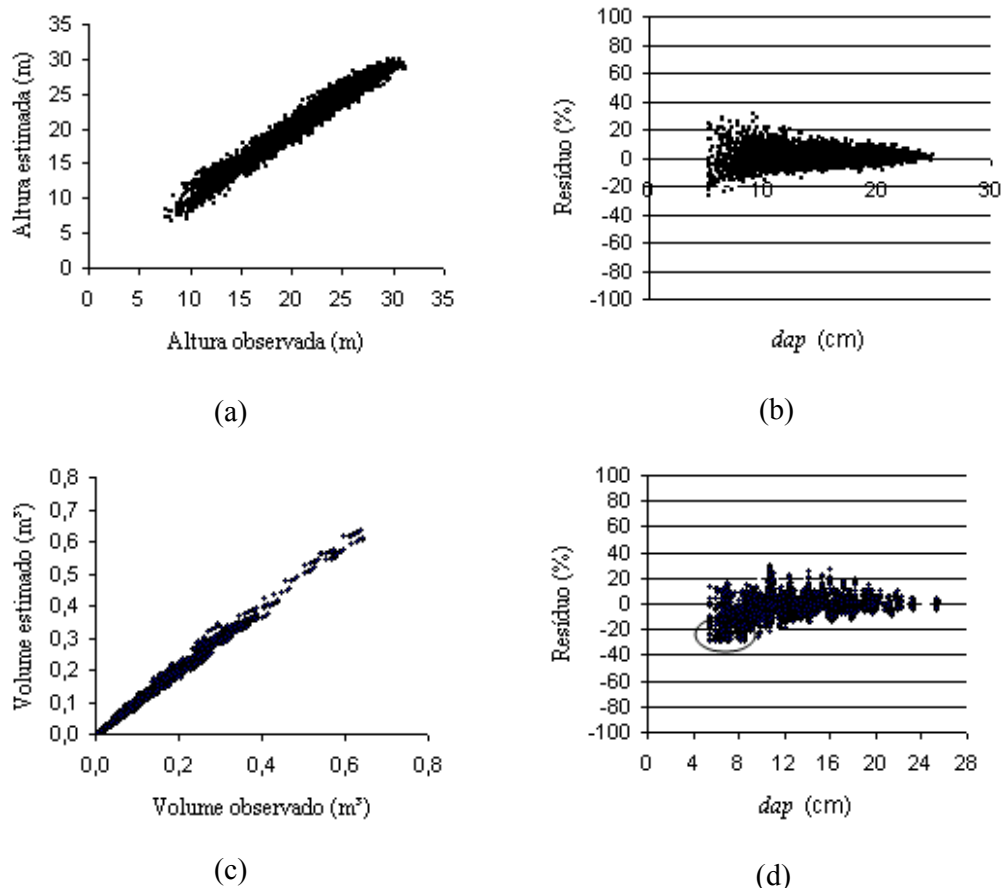 Altura estimada (m)
35
30
25
20
15
10
5
0
0 5 10 15 20 25 30 35
Altura observada (m)
(a)
Resíduo (%)
100
80
60
40
20
0
-20
-40
-60
-80
-100
0 10 20 30
dap (cm)
(b)
Volume estimado (m³)
0,8
0,7
0,6
0,5
0,4
0,3
0,2
0,1
0,0
0,0 0,2 0,4 0,6 0,8
Volume observado (m³)
(c)
Resíduo (%)
100
80
60
40
20
0
-20
-40
-60
-80
-100
0 4 8 12 16 20 24 28
dap (cm)
(d)